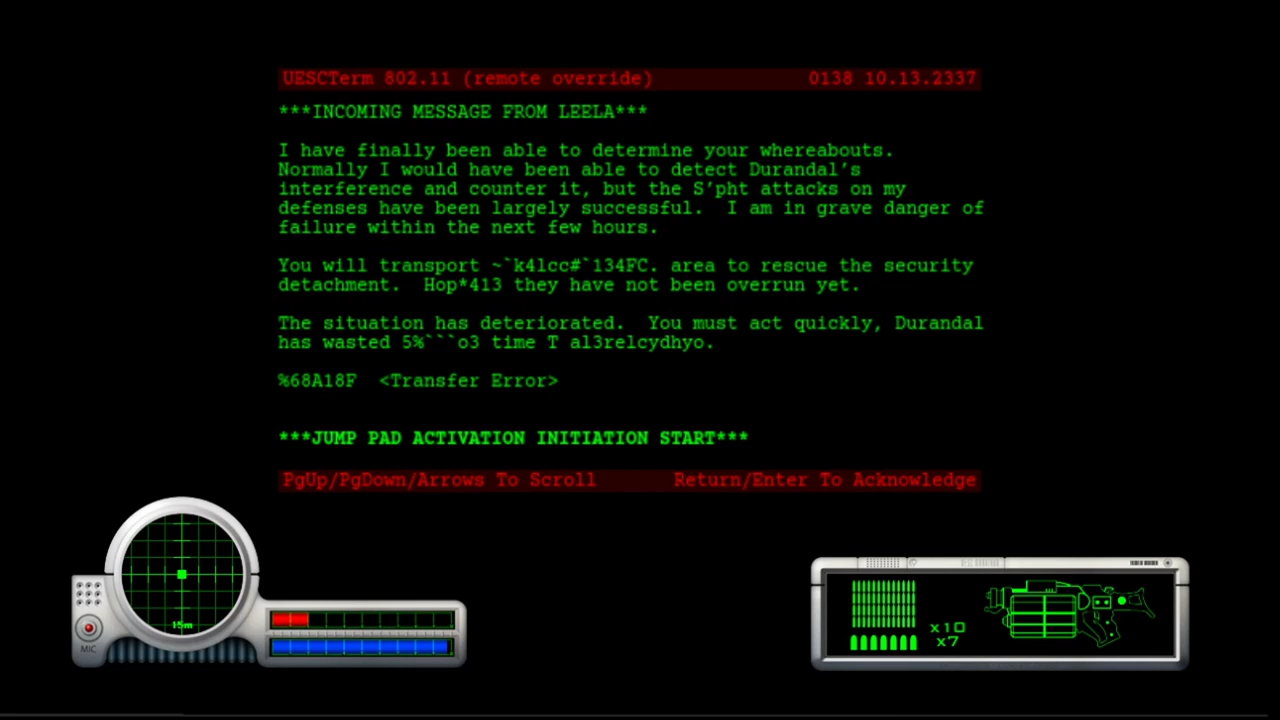 UESCTerm 802.11 (remote override) 0138 10.13.2337
***INCOMING MESSAGE FROM LEELA***
I have finally been able to determine your whereabouts.
Normally I would have been able to detect Durandal's
interference and counter it, but the S'pht attacks on my
defenses have been largely successful.  I am in grave danger of
failure within the next few hours.
You will transport ~`k4lcc#`134FC. area to rescue the security
detachment.  Hop*413 they have not been overrun yet.
The situation has deteriorated.  You must act quickly, Durandal
has wasted 5%```o3 time T al3relcydhyo.
%68A18F  <Transfer Error>
***JUMP PAD ACTIVATION INITIATION START***
PgUp/PgDown/Arrows To Scroll Return/Enter To Acknowledge
15m
MIC
x10
x7